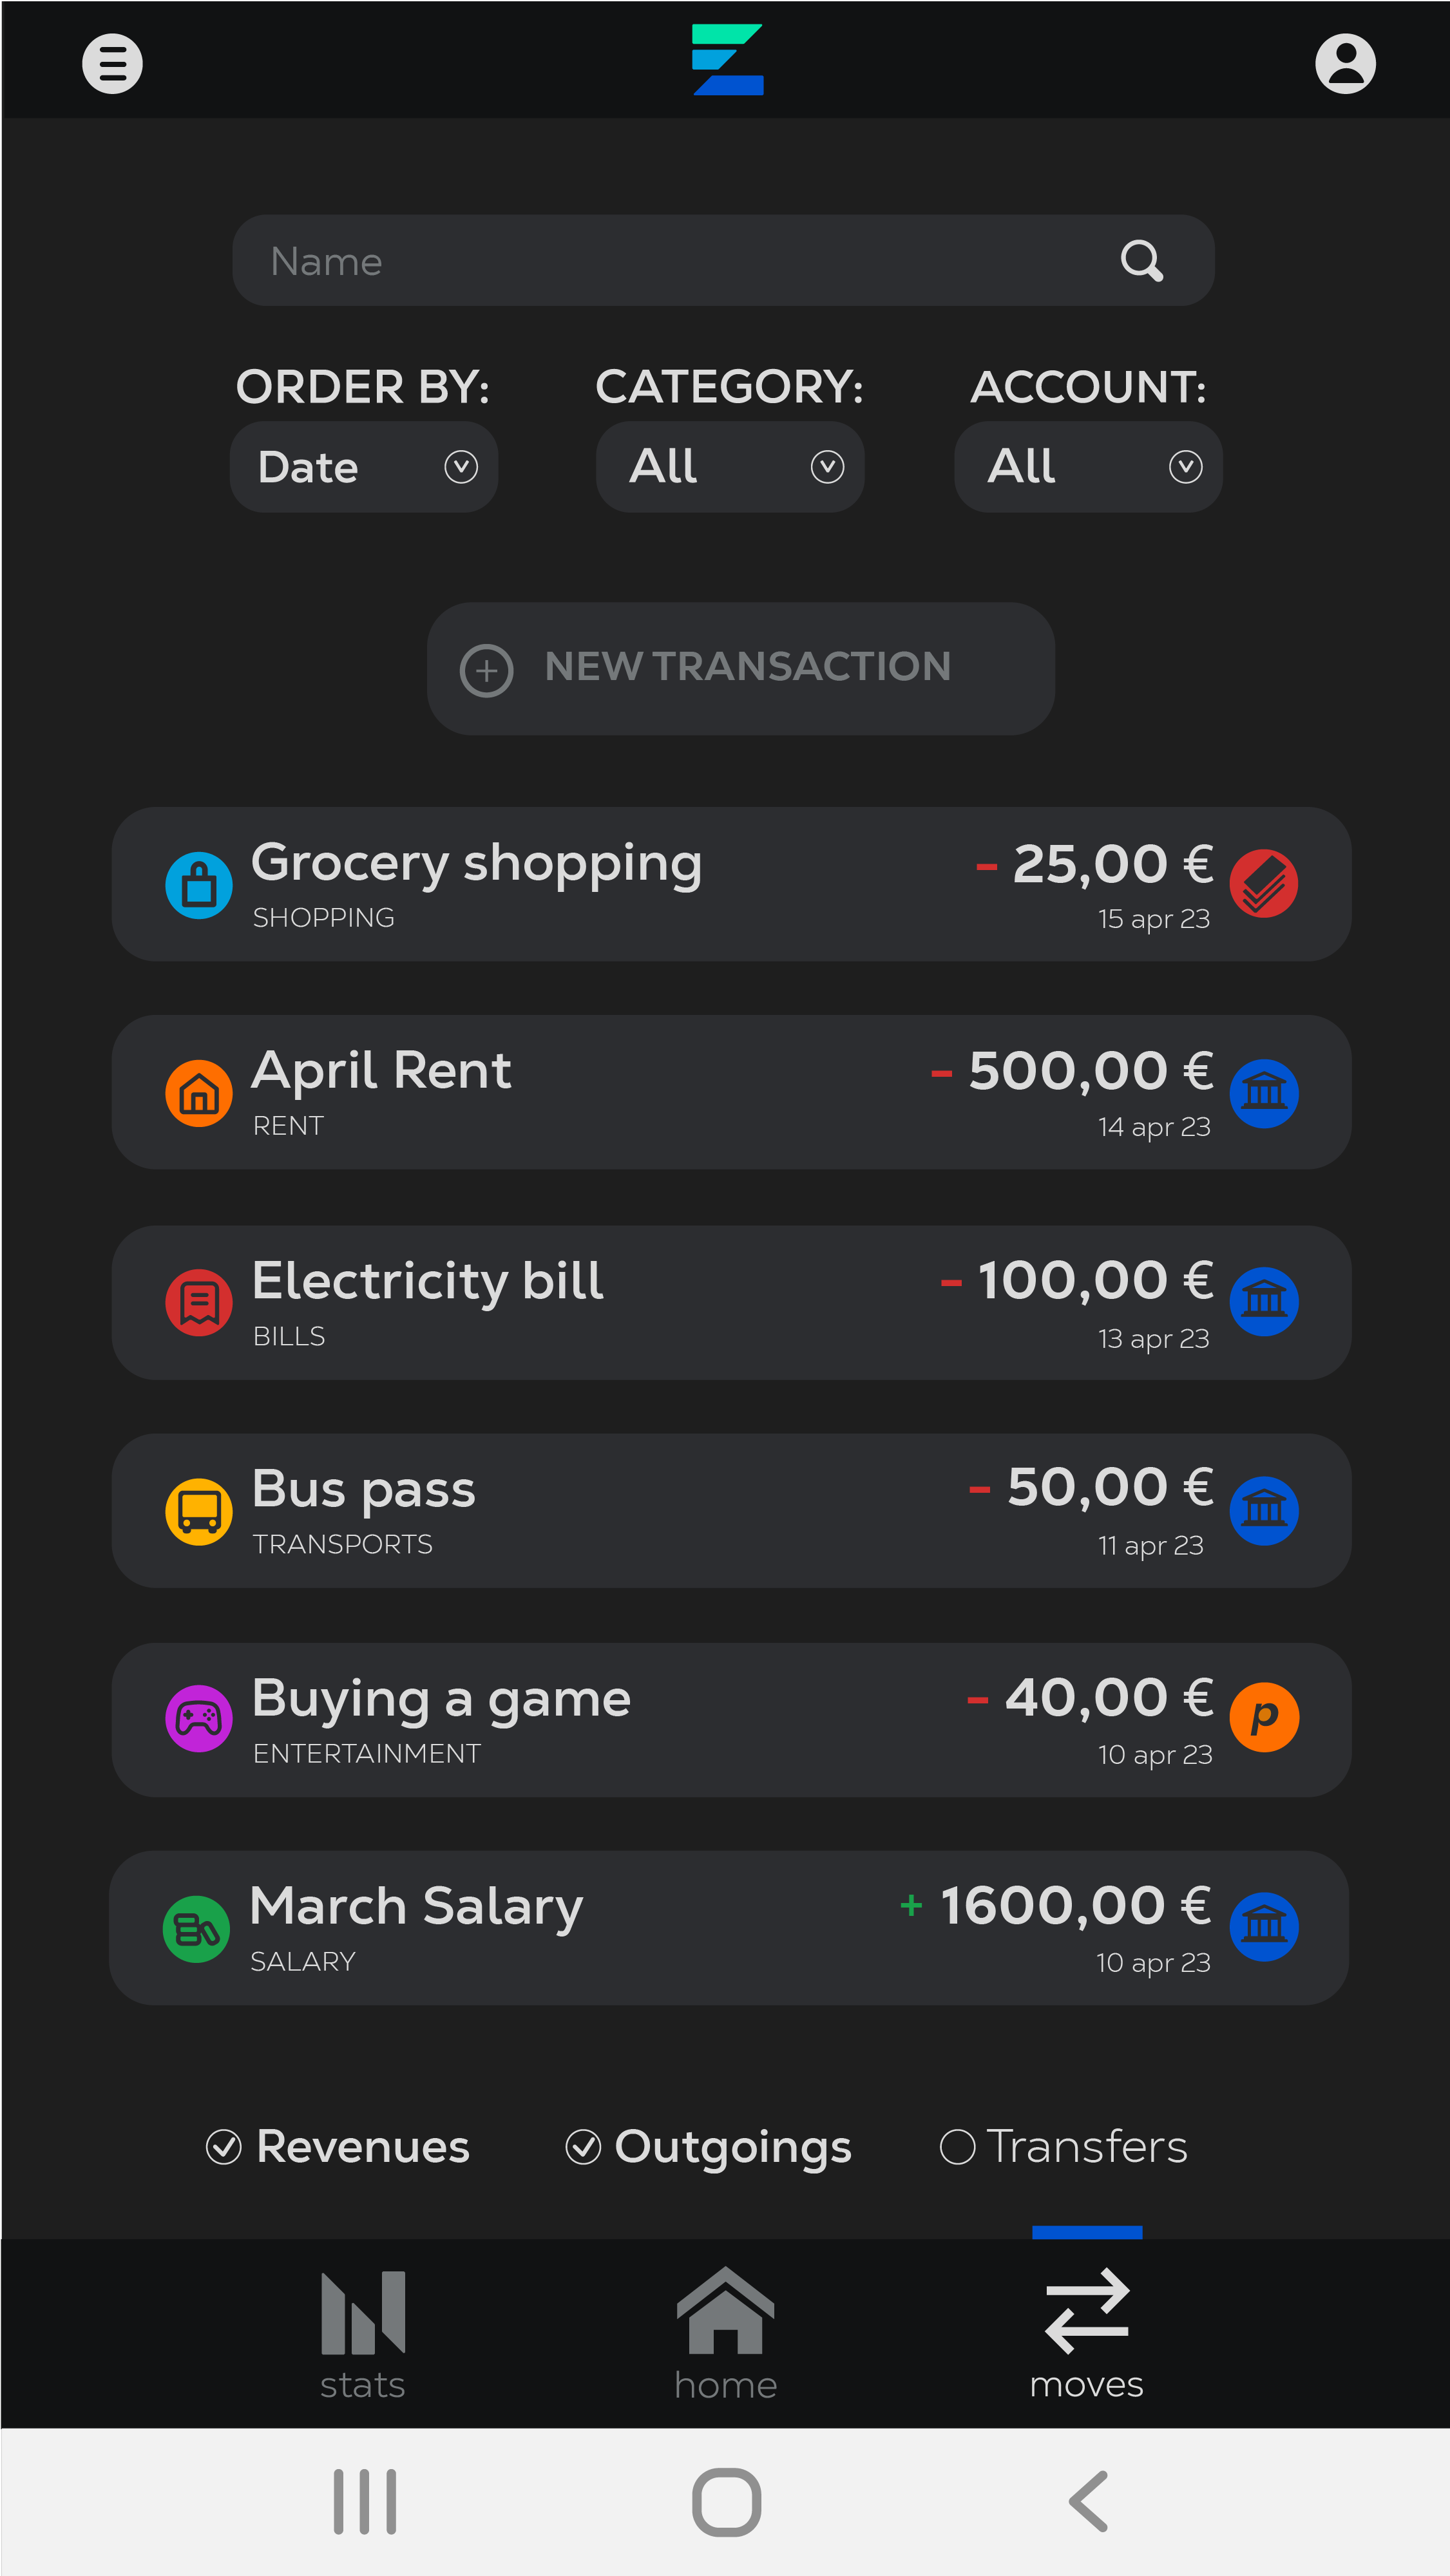 Name
ORDER BY: CATEGORY: ACCOUNT:
Date All All
NEW TRANSACTION
Grocery shopping - 25,00 €
SHOPPING 15 apr 23
April Rent - 500,00 €
RENT 14 apr 23
Electricity bill - 100,00 €
BILLS 13 apr 23
Bus pass - 50,00 €
TRANSPORTS 11 apr 23
Buying a game - 40,00 € p
ENTERTAINMENT 10 apr 23
March Salary + 1600,00 €
SALARY 10 apr 23
Revenues Outgoings Transfers
stats home moves